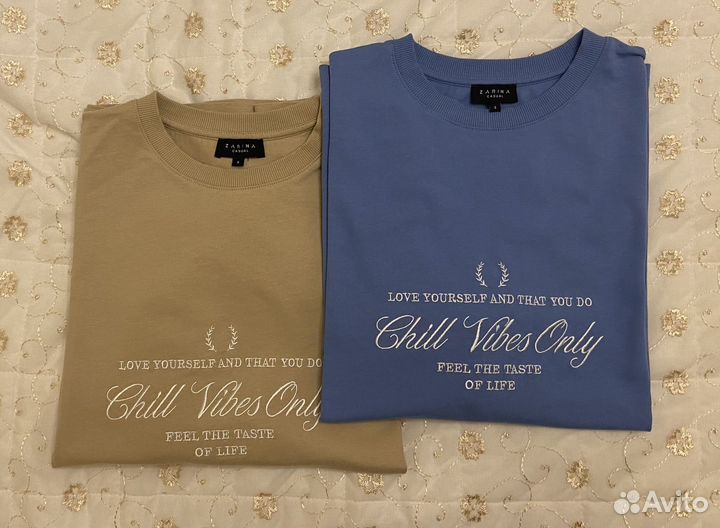 ZARINA
CASUAL
LOVE YOURSELF AND THAT YOU DO
Chill Vibes Only
FEEL THE TASTE
OF LIFE
ZARINA
CASUAL
S
LOVE YOURSELF AND THAT YOU DO
Chill Vibes Only
FEEL THE TASTE
OF LIFE
Avito